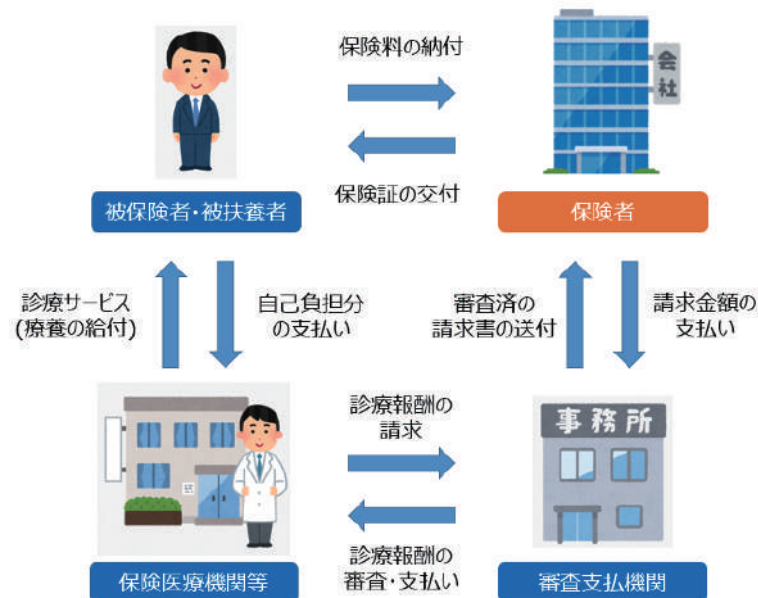 保険料の納付
会社
保険証の交付
被保険者・被扶養者
保険者
診療サービス
(療養の給付)
自己負担分
の支払い
審査済の
請求書の送付
請求金額の
支払い
診療報酬の
請求
事務所
診療報酬の
審査・支払い
保険医療機関等
審査支払機関